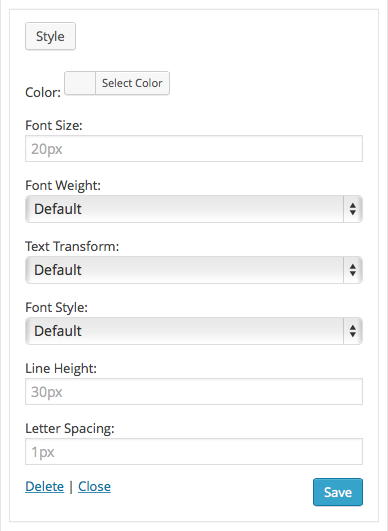 Style
Color: Select Color
Font Size:
20px
Font Weight:
Default
Text Transform:
Default
Font Style:
Default
Line Height:
30px
Letter Spacing:
1px
Delete | Close Save